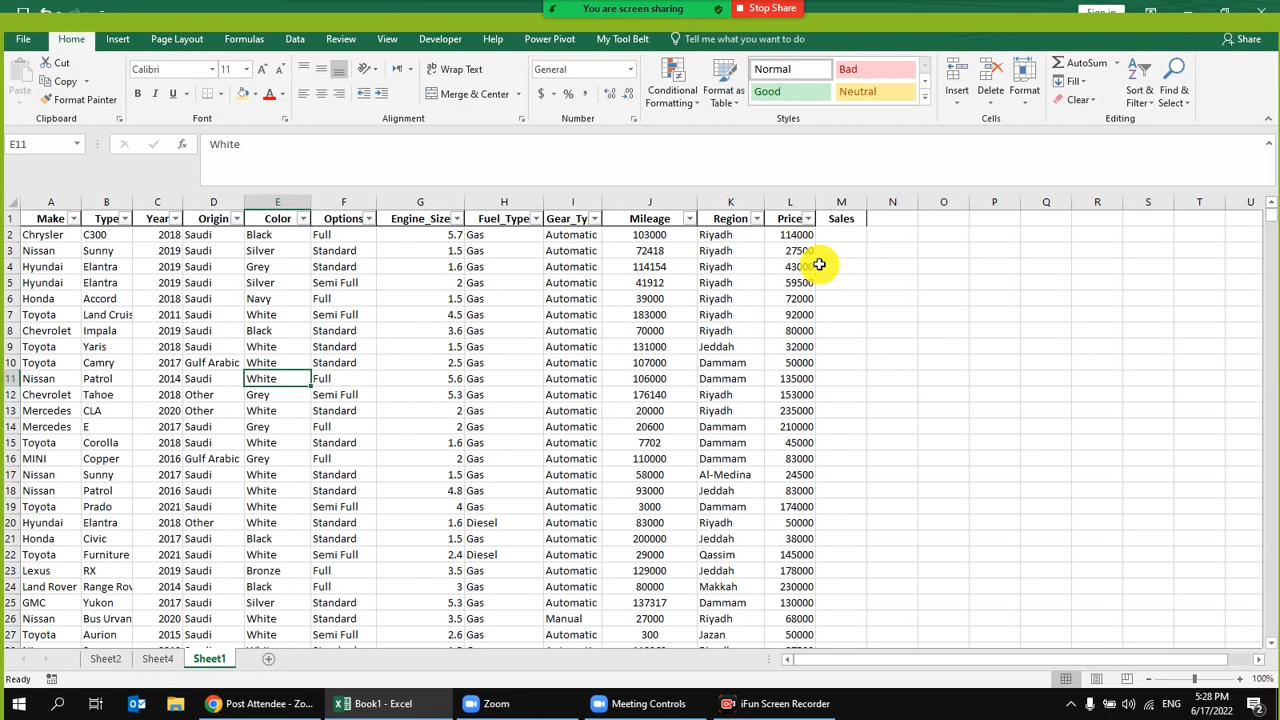 You are screen sharing Stop Share
Sign in
File Home Insert Page Layout Formulas Data Review View Developer Help Power Pivot My Tool Belt Tell me what you want to do Share
Paste Cut Copy Format Painter Clipboard
Calibri 11 B I U Font
Wrap Text Merge & Center Alignment
General $ % , Number
Conditional Formatting Format as Table Normal Bad Good Neutral Styles
Insert Delete Format Cells
AutoSum Fill Clear Sort & Filter Find & Select Editing
E11 fx White
A B C D E F G H I J K L M N O P Q R S T U
1 Make Type Year Origin Color Options Engine_Size Fuel_Type Gear_Ty Mileage Region Price Sales
2 Chrysler C300 2018 Saudi Black Full 5.7 Gas Automatic 103000 Riyadh 114000
3 Nissan Sunny 2019 Saudi Silver Standard 1.5 Gas Automatic 72418 Riyadh 27500
4 Hyundai Elantra 2019 Saudi Grey Standard 1.6 Gas Automatic 114154 Riyadh 43000
5 Hyundai Elantra 2019 Saudi Silver Semi Full 2 Gas Automatic 41912 Riyadh 59500
6 Honda Accord 2018 Saudi Navy Full 1.5 Gas Automatic 39000 Riyadh 72000
7 Toyota Land Cruis 2011 Saudi White Semi Full 4.5 Gas Automatic 183000 Riyadh 92000
8 Chevrolet Impala 2019 Saudi Black Standard 3.6 Gas Automatic 70000 Riyadh 80000
9 Toyota Yaris 2018 Saudi White Standard 1.5 Gas Automatic 131000 Jeddah 32000
10 Toyota Camry 2017 Gulf Arabic White Standard 2.5 Gas Automatic 107000 Dammam 50000
11 Nissan Patrol 2014 Saudi White Full 5.6 Gas Automatic 106000 Dammam 135000
12 Chevrolet Tahoe 2018 Other Grey Semi Full 5.3 Gas Automatic 176140 Riyadh 153000
13 Mercedes CLA 2020 Other White Standard 2 Gas Automatic 20000 Riyadh 235000
14 Mercedes E 2017 Saudi Grey Full 2 Gas Automatic 20600 Dammam 210000
15 Toyota Corolla 2018 Saudi White Standard 1.6 Gas Automatic 7702 Dammam 45000
16 MINI Copper 2016 Gulf Arabic Grey Full 2 Gas Automatic 110000 Dammam 83000
17 Nissan Sunny 2017 Saudi White Standard 1.5 Gas Automatic 58000 Al-Medina 24500
18 Nissan Patrol 2016 Saudi White Standard 4.8 Gas Automatic 93000 Jeddah 83000
19 Toyota Prado 2021 Saudi White Semi Full 4 Gas Automatic 3000 Dammam 174000
20 Hyundai Elantra 2018 Other White Standard 1.6 Diesel Automatic 83000 Riyadh 50000
21 Honda Civic 2017 Saudi Black Standard 1.5 Gas Automatic 200000 Jeddah 38000
22 Toyota Furniture 2021 Saudi White Semi Full 2.4 Diesel Automatic 29000 Qassim 145000
23 Lexus RX 2019 Saudi Bronze Full 3.5 Gas Automatic 129000 Jeddah 178000
24 Land Rover Range Rov 2014 Saudi Black Full 3 Gas Automatic 80000 Makkah 230000
25 GMC Yukon 2017 Saudi Silver Standard 5.3 Gas Automatic 137317 Dammam 130000
26 Nissan Bus Urvan 2020 Saudi White Standard 3.5 Gas Manual 27000 Riyadh 68000
27 Toyota Aurion 2015 Saudi White Semi Full 2.6 Gas Automatic 300 Jazan 50000
Sheet2 Sheet4 Sheet1
Ready 100%
Post Attendee - Zo... Book1 - Excel Zoom Meeting Controls iFun Screen Recorder ENG 5:28 PM
6/17/2022 2